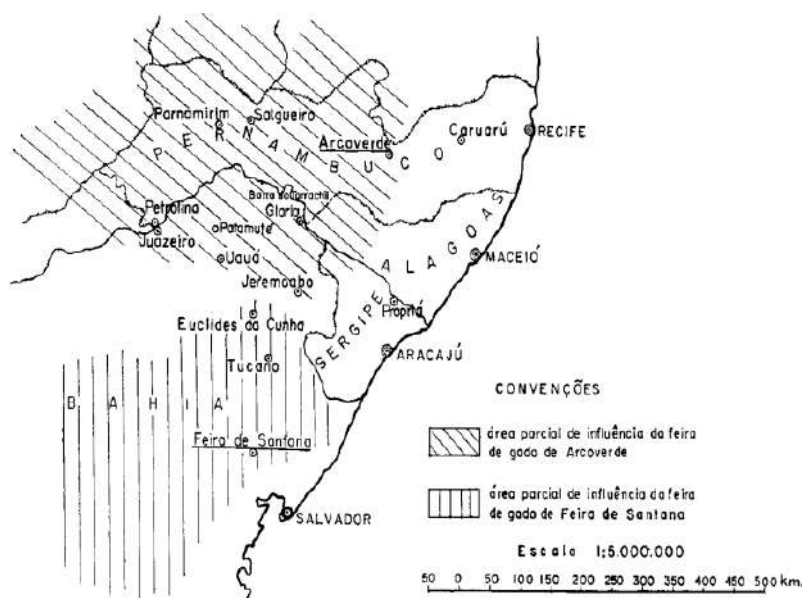 Parnamirim
Salgueiro
Arcoverde
Caruarú
RECIFE
PERNAMBUCO
Petrolina
Juazeiro
Patamuté
Glória
Uauá
ALAGOAS
MACEIÓ
Jeremoabo
Propriá
SERGIPE
Euclides da Cunha
ARACAJÚ
Tucano
BAHIA
Feira de Santana
SALVADOR
CONVENÇÕES
área parcial de influência da feira
de gado de Arcoverde
área parcial de influência da feira
de gado de Feira de Santana
Escala 1:5.000.000
50 0 50 100 150 200 250 300 350 400 450 500 km.